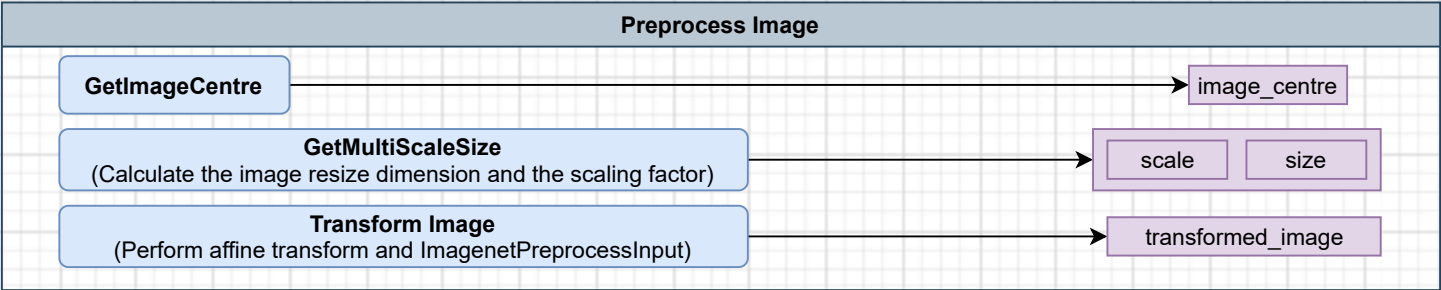 Preprocess Image
GetImageCentre
image_centre
GetMultiScaleSize
(Calculate the image resize dimension and the scaling factor)
scale
size
Transform Image
(Perform affine transform and ImagenetPreprocessInput)
transformed_image